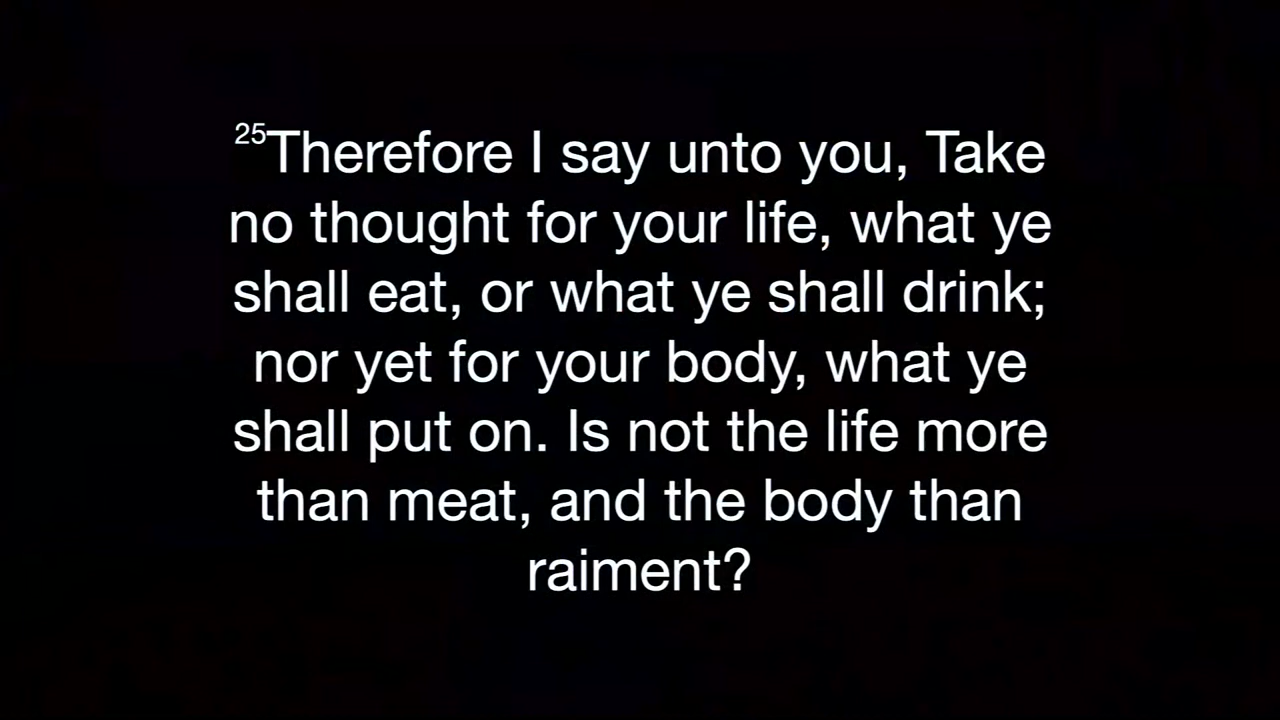 25Therefore I say unto you, Take
no thought for your life, what ye
shall eat, or what ye shall drink;
nor yet for your body, what ye
shall put on. Is not the life more
than meat, and the body than
raiment?